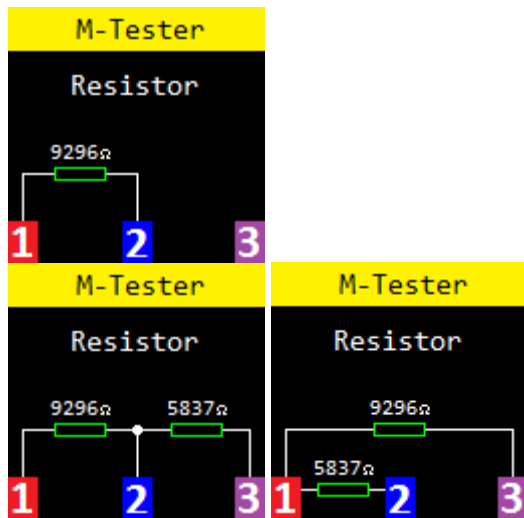 M-Tester
Resistor
9296Ω
1 2 3
M-Tester
Resistor
9296Ω 5837Ω
1 2 3
M-Tester
Resistor
9296Ω
5837Ω
1 2 3